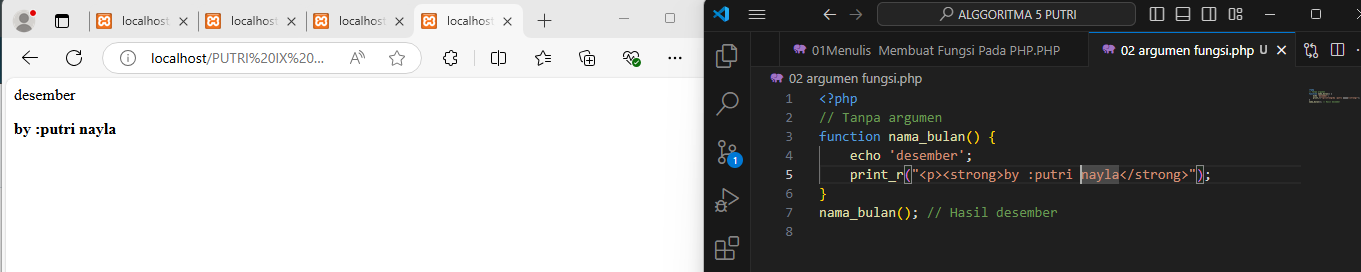 localhost
localhost
localhost
localhost
localhost/PUTRI%20IX%20...
desember
by :putri nayla
ALGGORITMA 5 PUTRI
01Menulis Membuat Fungsi Pada PHP.PHP
02 argumen fungsi.php U
02 argumen fungsi.php
1 <?php
2 // Tanpa argumen
3 function nama_bulan() {
4 echo 'desember';
5 print_r("<p><strong>by :putri nayla</strong>");
6 }
7 nama_bulan(); // Hasil desember
8
1